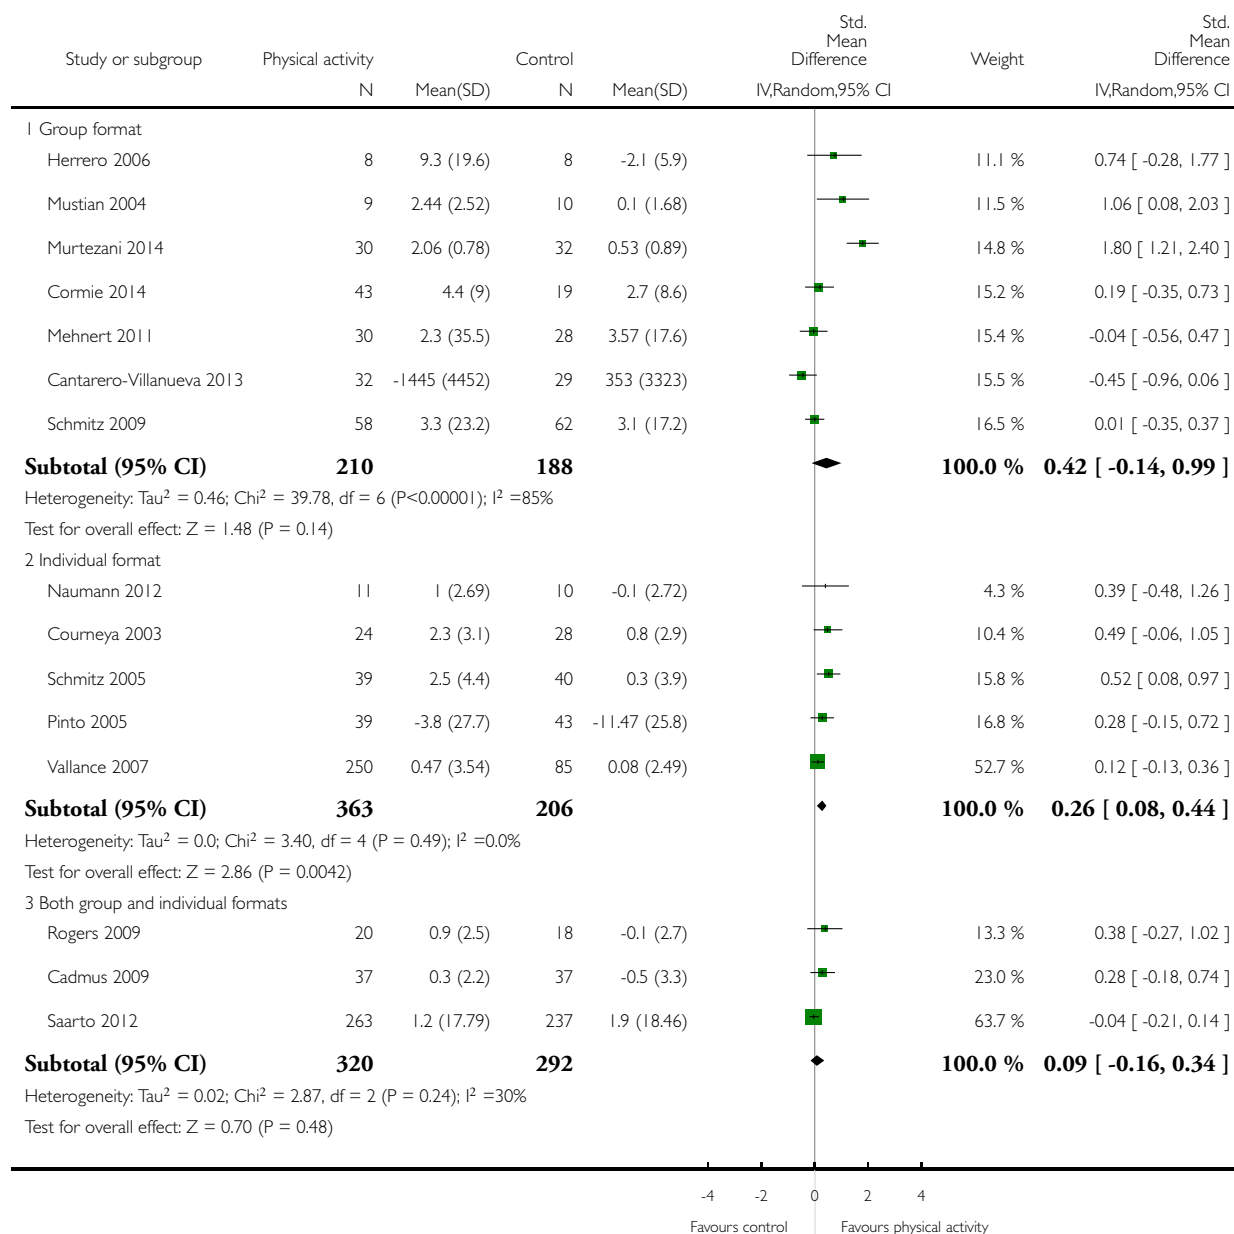 Study or subgroup Physical activity Control Std. Mean Difference Weight Std. Mean Difference
N Mean(SD) N Mean(SD) IV,Random,95% CI IV,Random,95% CI
1 Group format
Herrero 2006 8 9.3 (19.6) 8 -2.1 (5.9) 11.1 % 0.74 [ -0.28, 1.77 ]
Mustian 2004 9 2.44 (2.52) 10 0.1 (1.68) 11.5 % 1.06 [ 0.08, 2.03 ]
Murtezani 2014 30 2.06 (0.78) 32 0.53 (0.89) 14.8 % 1.80 [ 1.21, 2.40 ]
Cormie 2014 43 4.4 (9) 19 2.7 (8.6) 15.2 % 0.19 [ -0.35, 0.73 ]
Mehnert 2011 30 2.3 (35.5) 28 3.57 (17.6) 15.4 % -0.04 [ -0.56, 0.47 ]
Cantarero-Villanueva 2013 32 -1445 (4452) 29 353 (3323) 15.5 % -0.45 [ -0.96, 0.06 ]
Schmitz 2009 58 3.3 (23.2) 62 3.1 (17.2) 16.5 % 0.01 [ -0.35, 0.37 ]
Subtotal (95% CI) 210 188 100.0 % 0.42 [ -0.14, 0.99 ]
Heterogeneity: Tau² = 0.46; Chi² = 39.78, df = 6 (P<0.00001); I² =85%
Test for overall effect: Z = 1.48 (P = 0.14)
2 Individual format
Naumann 2012 11 1 (2.69) 10 -0.1 (2.72) 4.3 % 0.39 [ -0.48, 1.26 ]
Courneya 2003 24 2.3 (3.1) 28 0.8 (2.9) 10.4 % 0.49 [ -0.06, 1.05 ]
Schmitz 2005 39 2.5 (4.4) 40 0.3 (3.9) 15.8 % 0.52 [ 0.08, 0.97 ]
Pinto 2005 39 -3.8 (27.7) 43 -11.47 (25.8) 16.8 % 0.28 [ -0.15, 0.72 ]
Vallance 2007 250 0.47 (3.54) 85 0.08 (2.49) 52.7 % 0.12 [ -0.13, 0.36 ]
Subtotal (95% CI) 363 206 100.0 % 0.26 [ 0.08, 0.44 ]
Heterogeneity: Tau² = 0.0; Chi² = 3.40, df = 4 (P = 0.49); I² =0.0%
Test for overall effect: Z = 2.86 (P = 0.0042)
3 Both group and individual formats
Rogers 2009 20 0.9 (2.5) 18 -0.1 (2.7) 13.3 % 0.38 [ -0.27, 1.02 ]
Cadmus 2009 37 0.3 (2.2) 37 -0.5 (3.3) 23.0 % 0.28 [ -0.18, 0.74 ]
Saarto 2012 263 1.2 (17.79) 237 1.9 (18.46) 63.7 % -0.04 [ -0.21, 0.14 ]
Subtotal (95% CI) 320 292 100.0 % 0.09 [ -0.16, 0.34 ]
Heterogeneity: Tau² = 0.02; Chi² = 2.87, df = 2 (P = 0.24); I² =30%
Test for overall effect: Z = 0.70 (P = 0.48)
-4 -2 0 2 4
Favours control Favours physical activity